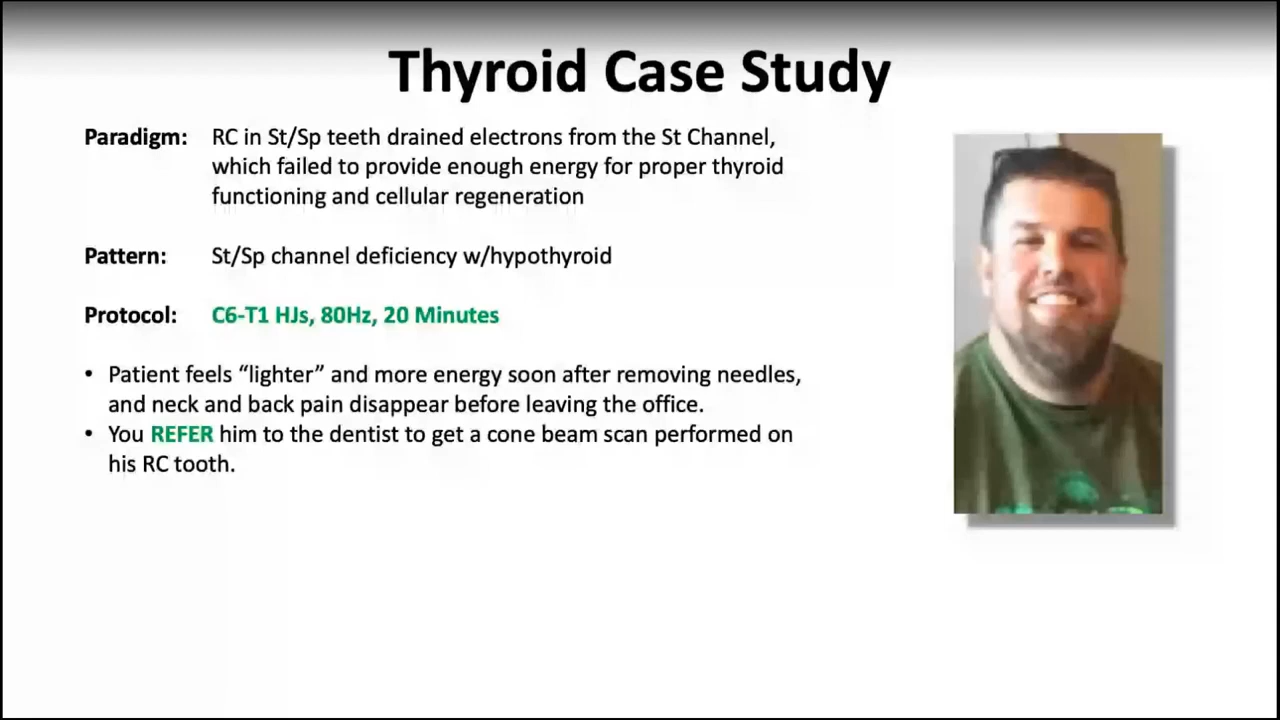 Thyroid Case Study
Paradigm: RC in St/Sp teeth drained electrons from the St Channel,
which failed to provide enough energy for proper thyroid
functioning and cellular regeneration
Pattern: St/Sp channel deficiency w/hypothyroid
Protocol: C6-T1 HJs, 80Hz, 20 Minutes
• Patient feels “lighter” and more energy soon after removing needles,
and neck and back pain disappear before leaving the office.
• You REFER him to the dentist to get a cone beam scan performed on
his RC tooth.